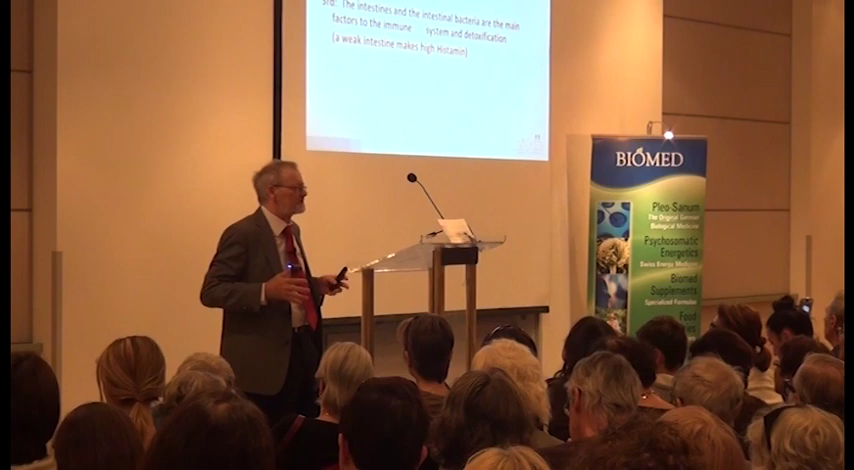 3rd: The intestines and the intestinal bacteria are the main
factors to the immune system and detoxification
(a weak intestine makes high Histamin)
BIOMED
Pleo-Sanum
The Original German
Biological Medicine
Psychosomatic
Energetics
Swiss Energy Medicine
Biomed
Supplements
Specialized Formulas
Food